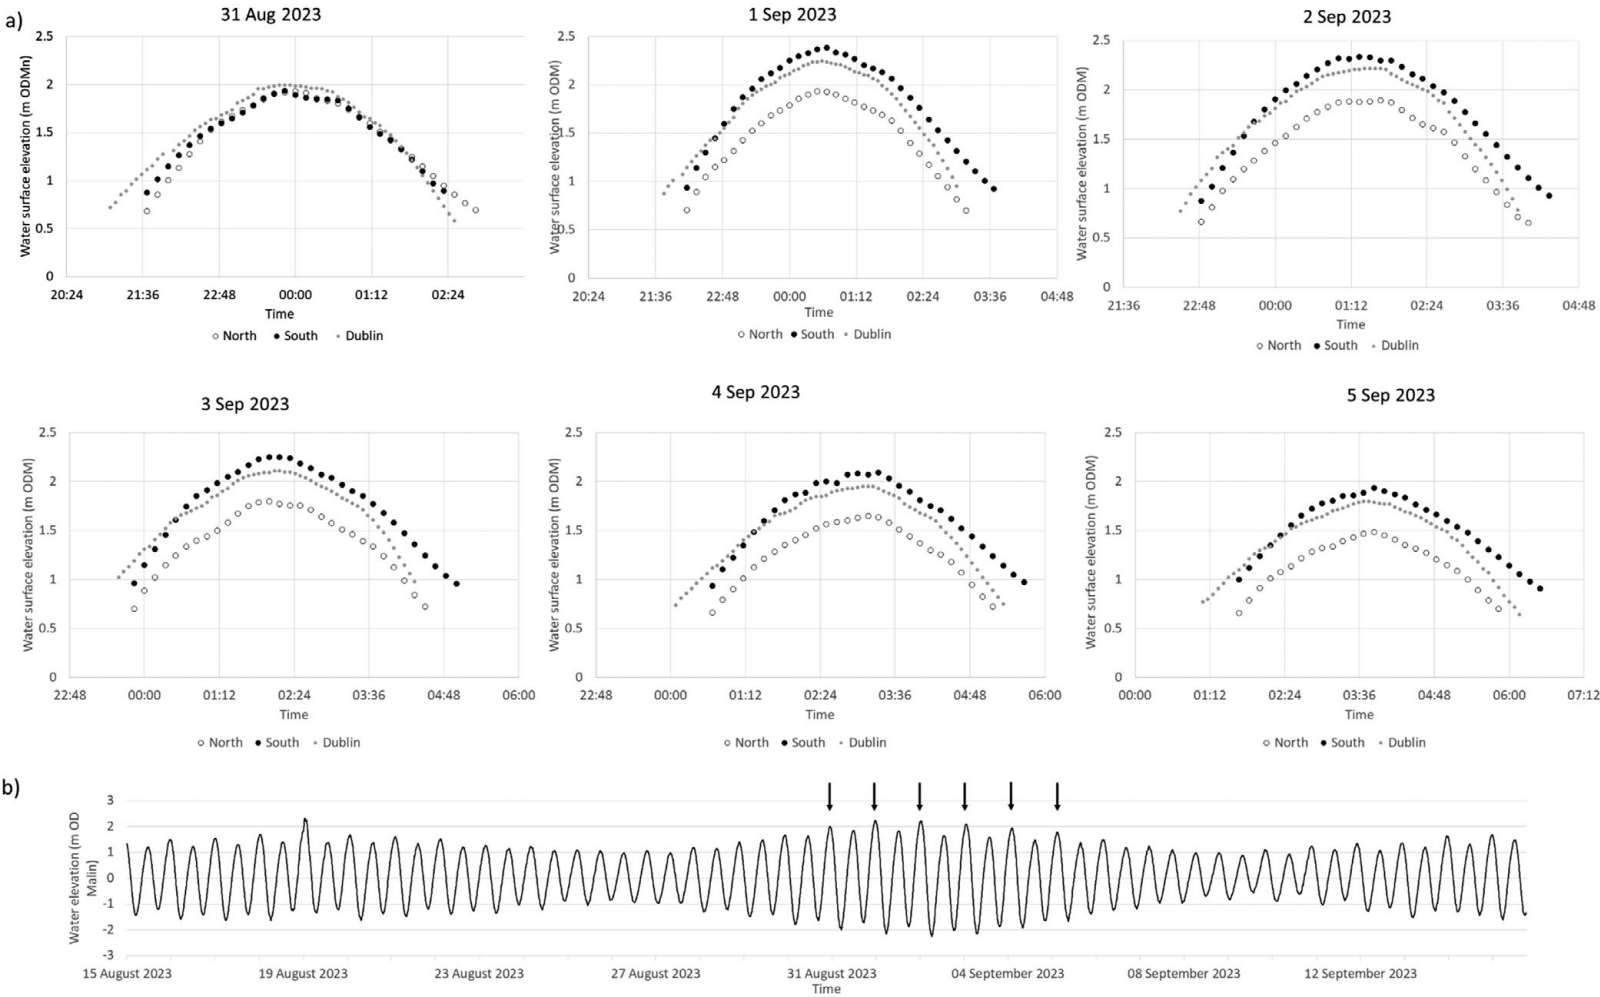 a)
31 Aug 2023
1 Sep 2023
2 Sep 2023
Water surface elevation (m ODMn)
2.5
2
1.5
1
0.5
0
20:24 21:36 22:48 00:00 01:12 02:24
Time
North South Dublin
Water surface elevation (m ODM)
2.5
2
1.5
1
0.5
0
20:24 21:36 22:48 00:00 01:12 02:24 03:36 04:48
Time
North South Dublin
Water surface elevation (m ODM)
2.5
2
1.5
1
0.5
0
21:36 22:48 00:00 01:12 02:24 03:36 04:48
Time
North South Dublin
3 Sep 2023
4 Sep 2023
5 Sep 2023
Water surface elevation (m ODM)
2.5
2
1.5
1
0.5
0
22:48 00:00 01:12 02:24 03:36 04:48 06:00
Time
North South Dublin
Water surface elevation (m ODM)
2.5
2
1.5
1
0.5
0
22:48 00:00 01:12 02:24 03:36 04:48 06:00
Time
North South Dublin
Water surface elevation (m ODM)
2.5
2
1.5
1
0.5
0
00:00 01:12 02:24 03:36 04:48 06:00 07:12
Time
North South Dublin
b)
Water elevation (m OD
Malin)
3
2
1
0
-1
-2
-3
15 August 2023 19 August 2023 23 August 2023 27 August 2023 31 August 2023 04 September 2023 08 September 2023 12 September 2023
Time